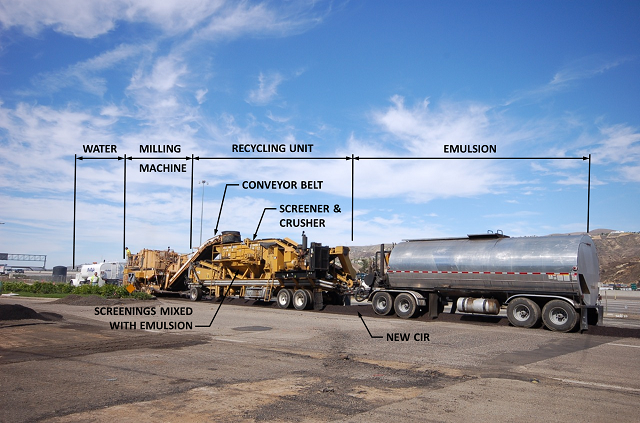 WATER
MILLING
MACHINE
RECYCLING UNIT
EMULSION
CONVEYOR BELT
SCREENER &
CRUSHER
SCREENINGS MIXED
WITH EMULSION
NEW CIR